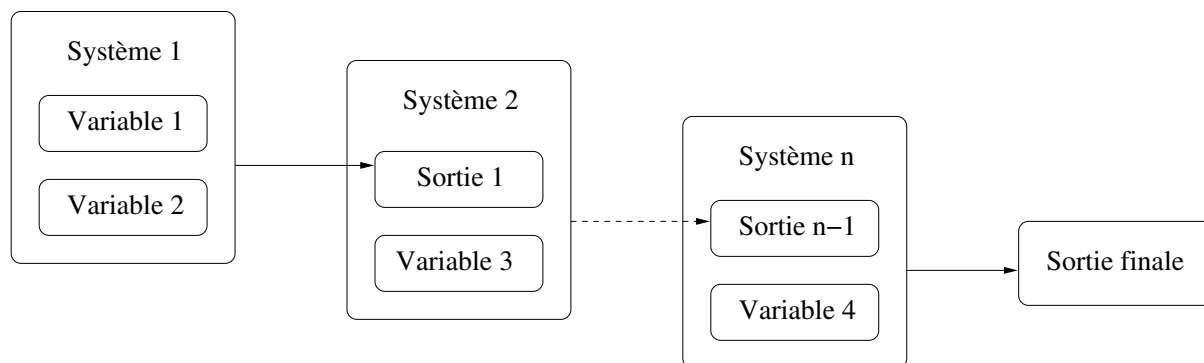 Système 1
Variable 1
Variable 2
Système 2
Sortie 1
Variable 3
Système n
Sortie n−1
Variable 4
Sortie finale